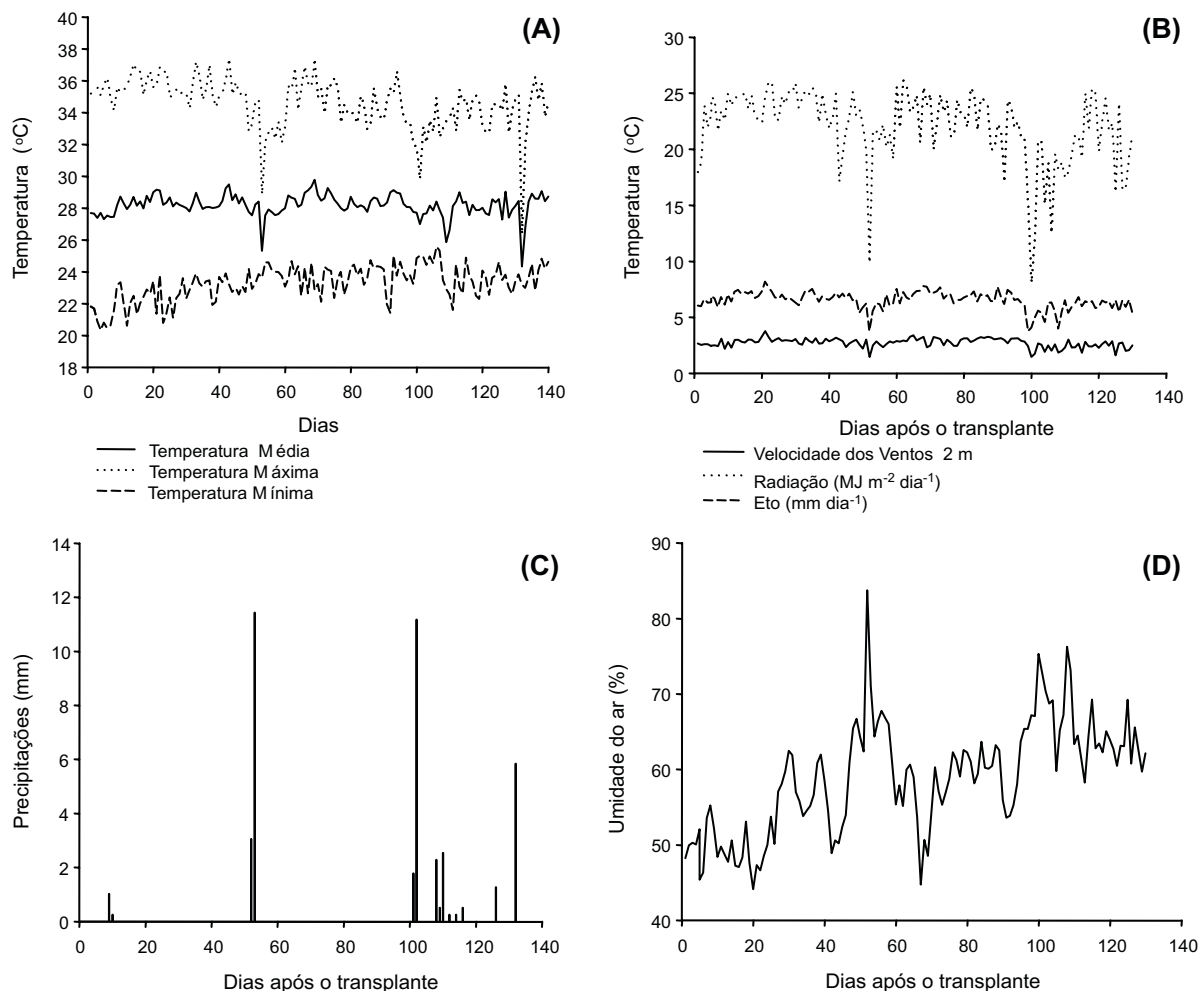 (A)
40
38
36
34
32
30
28
26
24
22
20
18
Temperatura (ºC)
0 20 40 60 80 100 120 140
Dias
Temperatura Média
Temperatura Máxima
Temperatura Mínima
(B)
30
25
20
15
10
5
0
Temperatura (ºC)
0 20 40 60 80 100 120 140
Dias após o transplante
Velocidade dos Ventos 2 m
Radiação (MJ m-2 dia-1)
Eto (mm dia-1)
(C)
14
12
10
8
6
4
2
0
Precipitações (mm)
0 20 40 60 80 100 120 140
Dias após o transplante
(D)
90
80
70
60
50
40
Umidade do ar (%)
0 20 40 60 80 100 120 140
Dias após o transplante